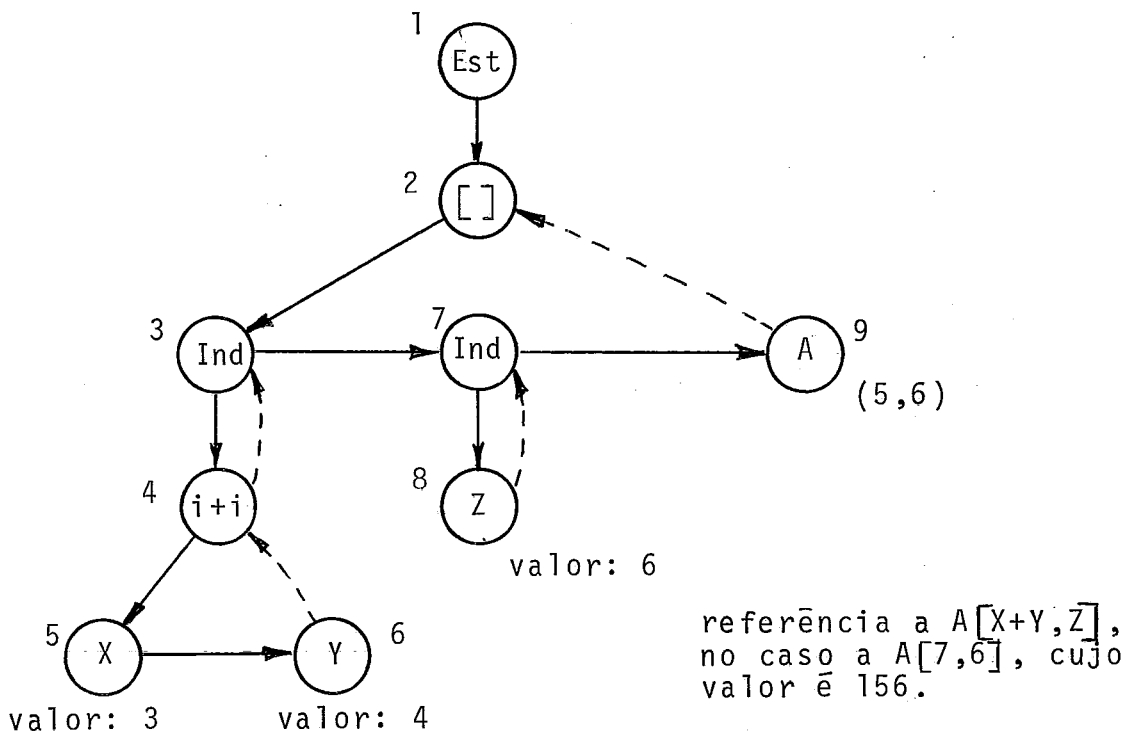 1
Est
2
[ ]
3
Ind
7
Ind
A
9
(5,6)
4
i+i
8
Z
valor: 6
5
X
Y
6
valor: 3
valor: 4
referência a A[X+Y,Z],
no caso a A[7,6], cujo
valor é 156.